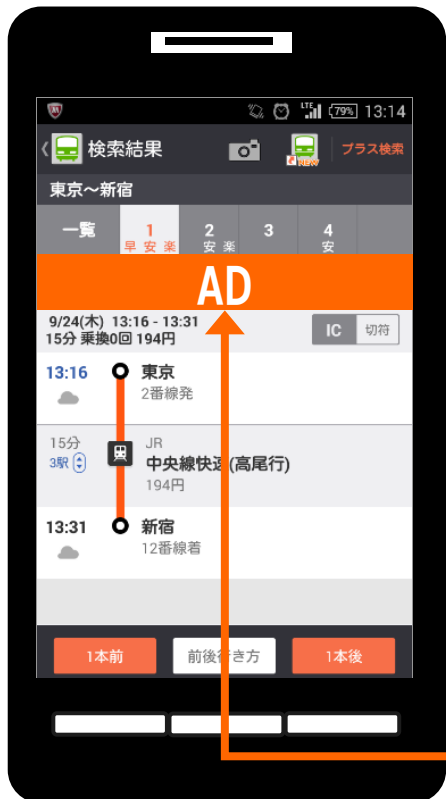 LTE 79% 13:14
検索結果 NEW プラス検索
東京〜新宿
一覧 1 2 3 4
早 安 楽 安 楽 安
AD
9/24(木) 13:16 - 13:31
15分 乗換0回 194円
IC 切符
13:16 東京
2番線発
15分 JR
3駅 中央線快速(高尾行)
194円
13:31 新宿
12番線着
1本前 前後行き方 1本後